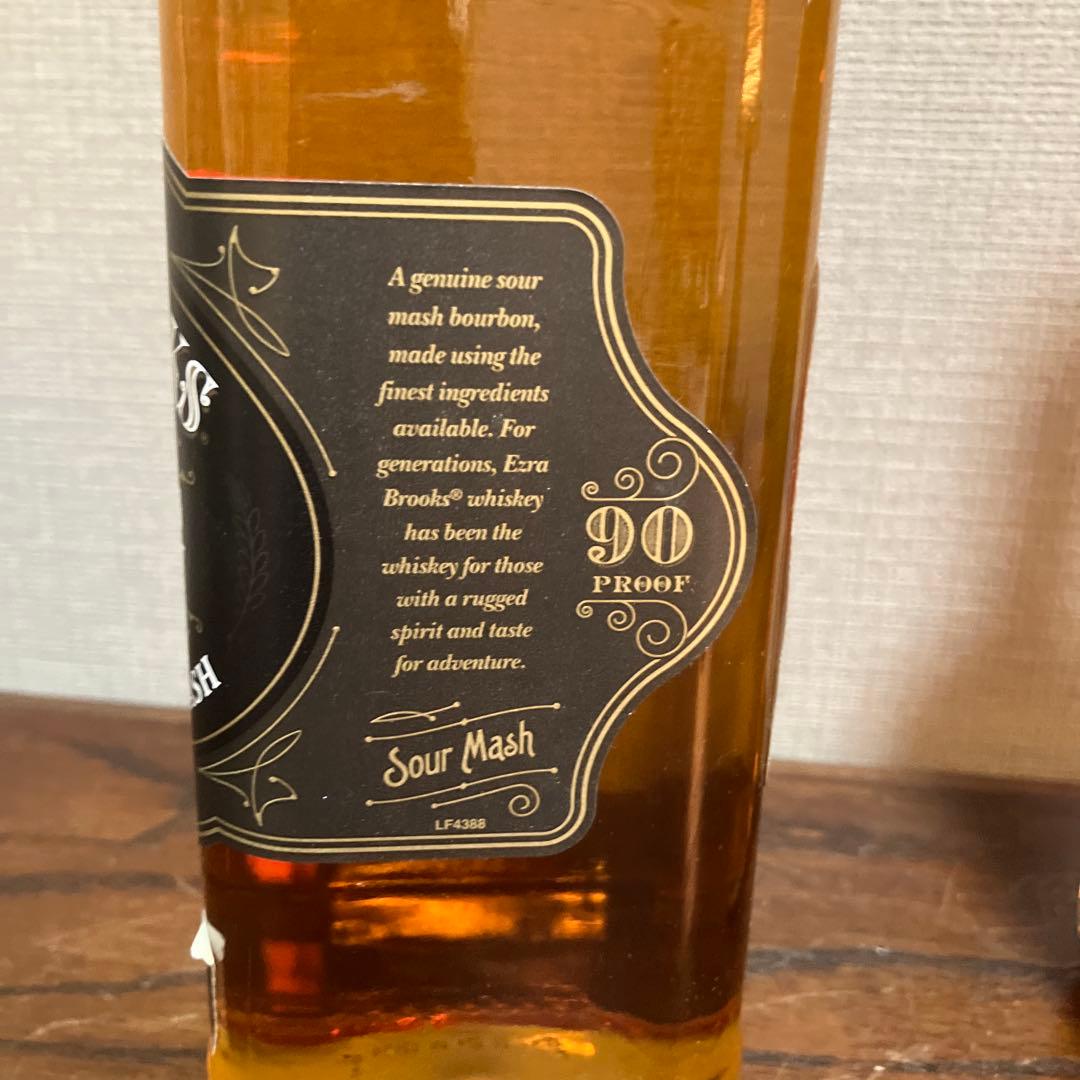 A genuine sour
mash bourbon,
made using the
finest ingredients
available. For
generations, Ezra
Brooks® whiskey
has been the
whiskey for those
with a rugged
spirit and taste
for adventure.
Sour Mash
LF4388
90
PROOF